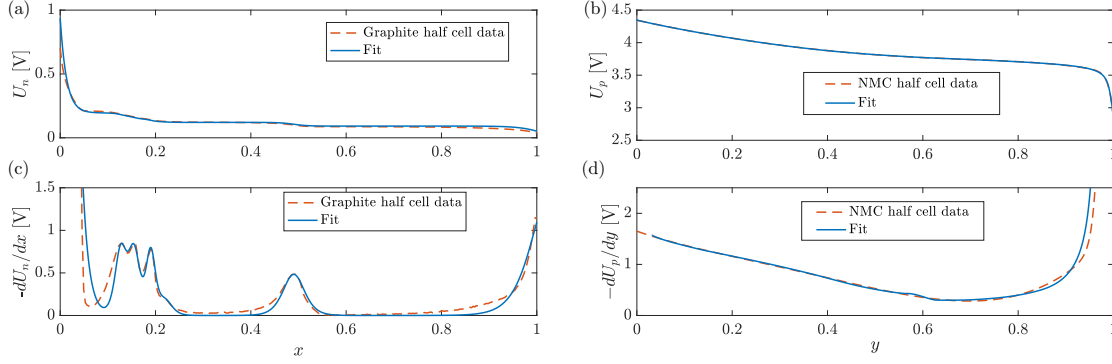 (a)
1
0.5
0
U_n [V]
Graphite half cell data
Fit
0
0.2
0.4
0.6
0.8
1
(b)
4.5
4
3.5
3
2.5
U_p [V]
NMC half cell data
Fit
0
0.2
0.4
0.6
0.8
1
(c)
1.5
1
0.5
0
-dU_n/dx [V]
Graphite half cell data
Fit
0
0.2
0.4
0.6
0.8
1
x
(d)
2
1
0
−dU_p/dy [V]
NMC half cell data
Fit
0
0.2
0.4
0.6
0.8
1
y